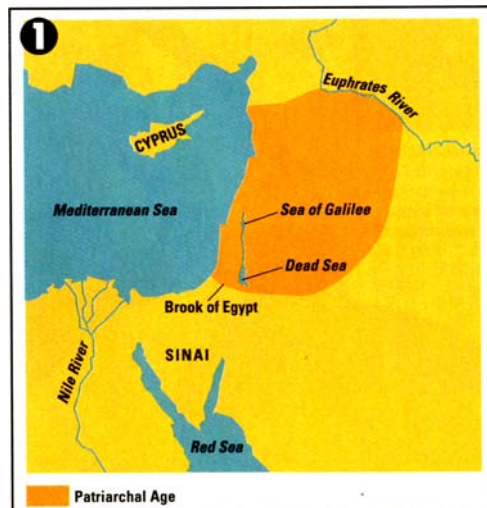 1
Euphrates
River
CYPRUS
Mediterranean Sea
Sea of Galilee
Dead Sea
Brook of Egypt
SINAI
Nile River
Red Sea
Patriarchal Age